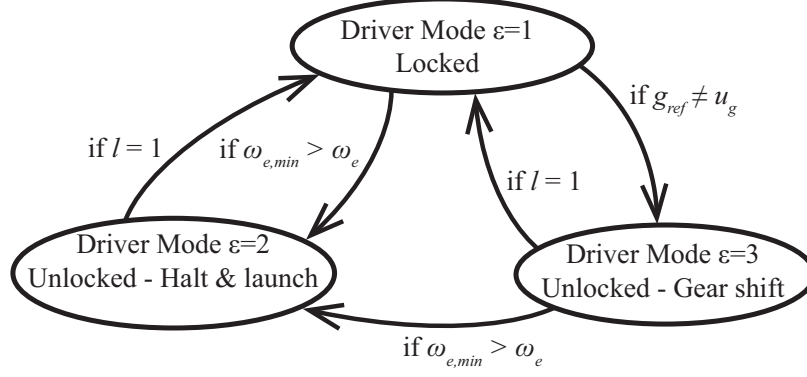 Driver Mode ε=1
Locked
if g_ref ≠ u_g
if l = 1
if ω_e,min > ω_e
if l = 1
Driver Mode ε=2
Unlocked - Halt & launch
Driver Mode ε=3
Unlocked - Gear shift
if ω_e,min > ω_e